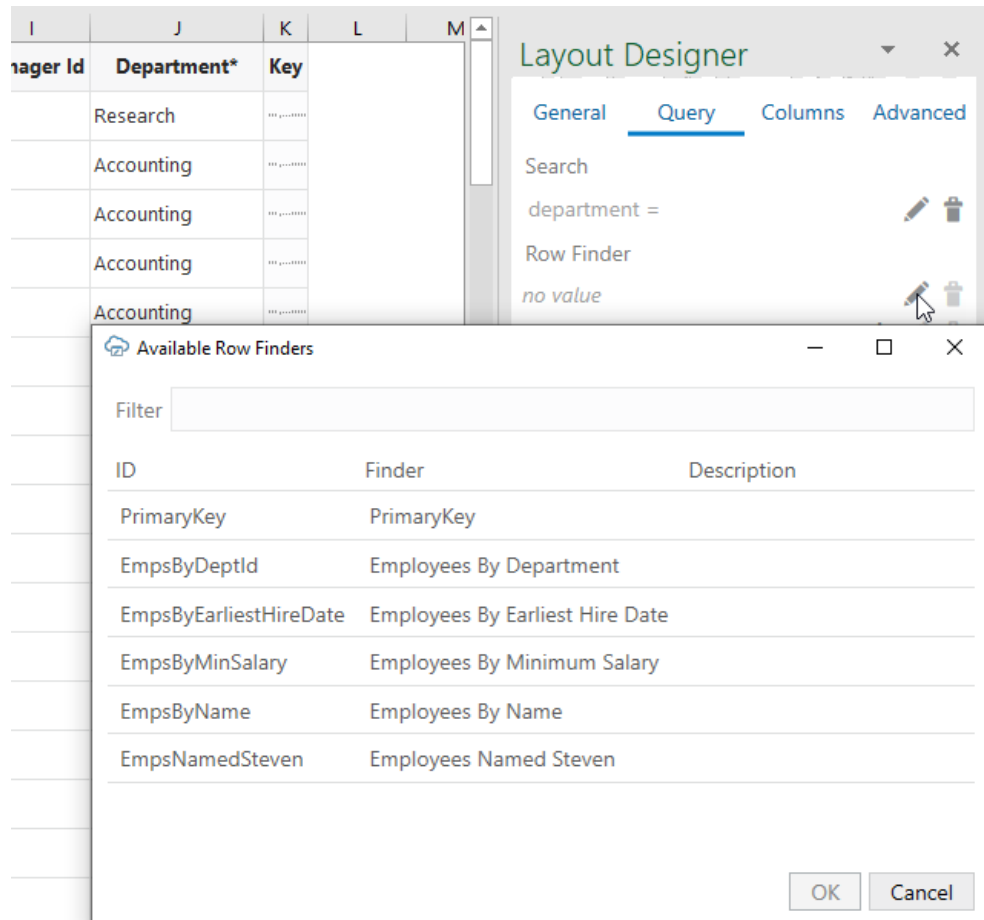 I J K L M
nager Id Department* Key
Research
Accounting
Accounting
Accounting
Accounting
Layout Designer
General Query Columns Advanced
Search
department =
Row Finder
no value
Available Row Finders
Filter
ID Finder Description
PrimaryKey PrimaryKey
EmpsByDeptId Employees By Department
EmpsByEarliestHireDate Employees By Earliest Hire Date
EmpsByMinSalary Employees By Minimum Salary
EmpsByName Employees By Name
EmpsNamedSteven Employees Named Steven
OK Cancel